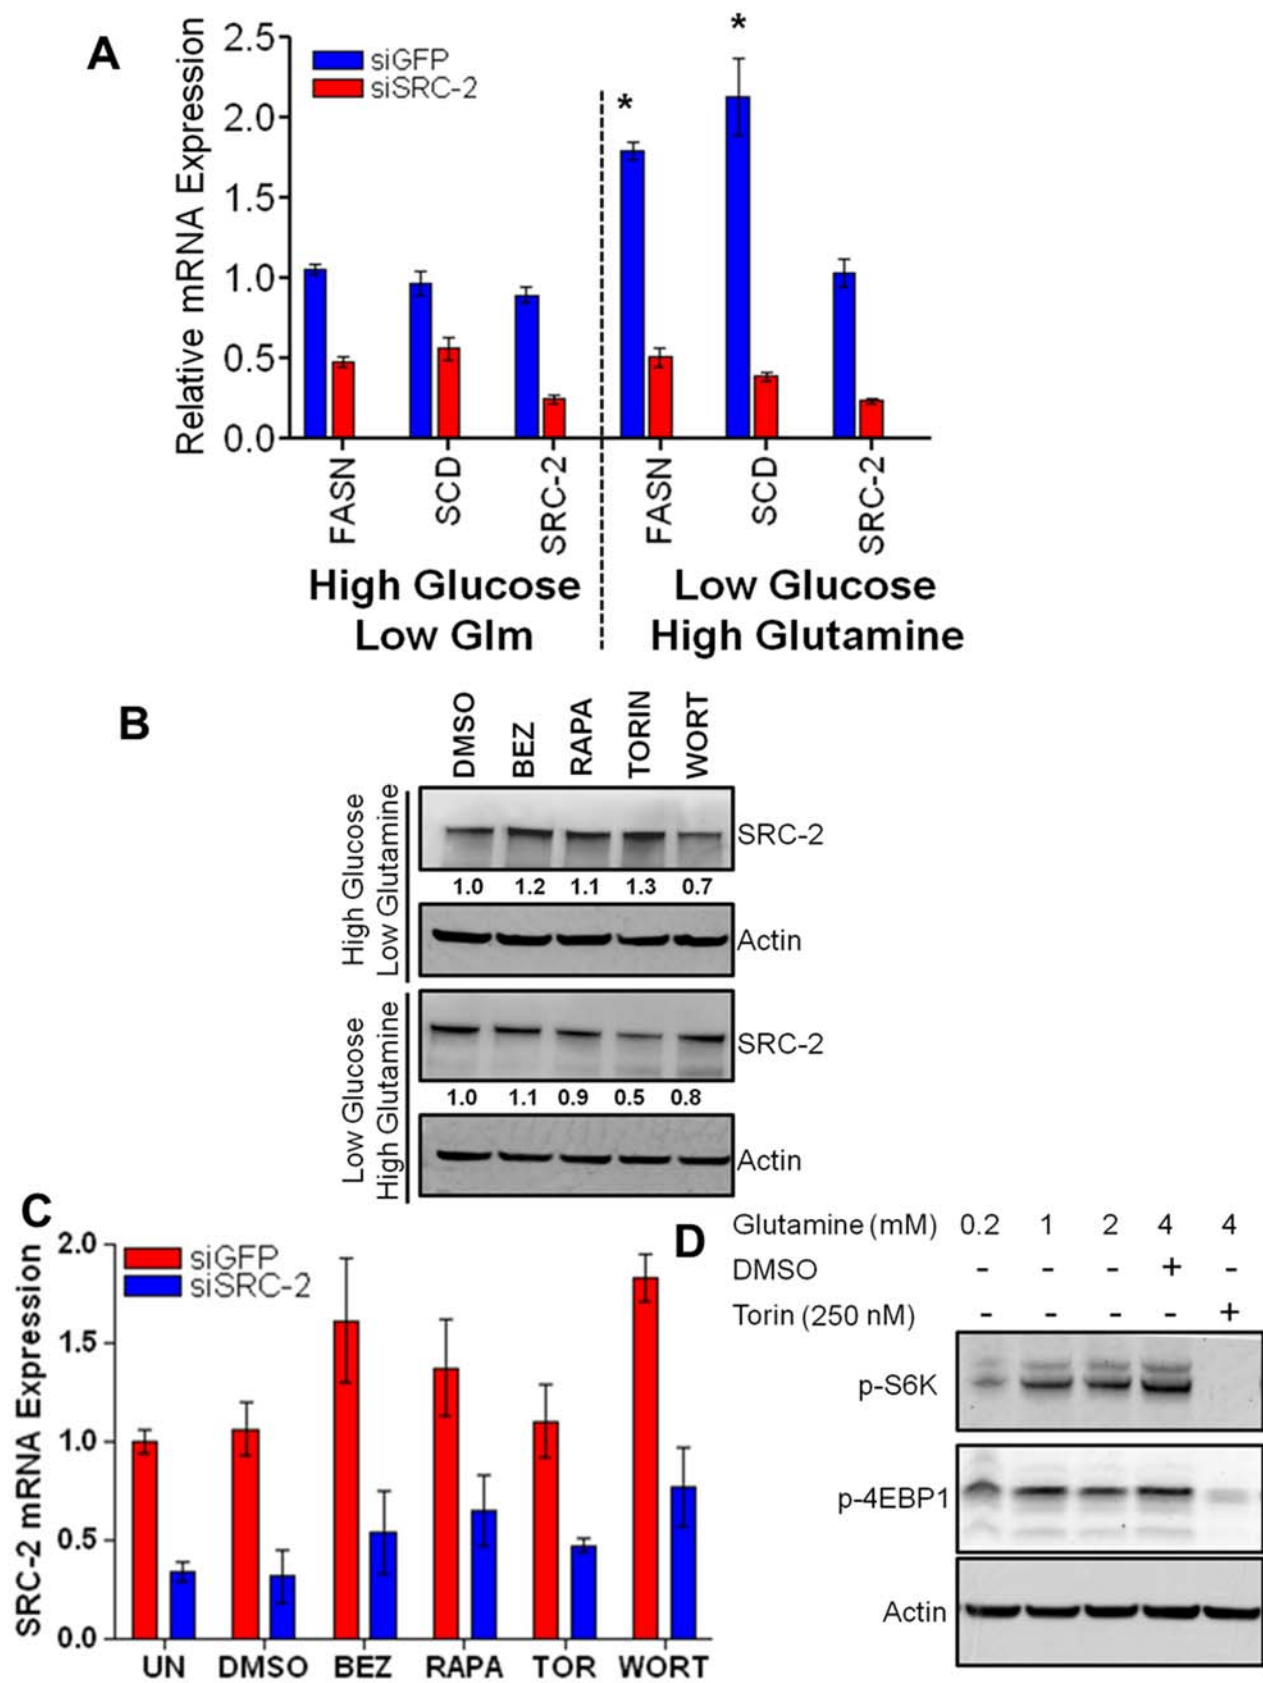 A
2.5
2.0
1.5
1.0
0.5
0.0
Relative mRNA Expression
siGFP
siSRC-2
*
*
FASN
SCD
SRC-2
FASN
SCD
SRC-2
High Glucose
Low Glm
Low Glucose
High Glutamine
B
DMSO
BEZ
RAPA
TORIN
WORT
High Glucose
Low Glutamine
SRC-2
1.0 1.2 1.1 1.3 0.7
Actin
Low Glucose
High Glutamine
SRC-2
1.0 1.1 0.9 0.5 0.8
Actin
C
2.0
1.5
1.0
0.5
0.0
SRC-2 mRNA Expression
siGFP
siSRC-2
UN DMSO BEZ RAPA TOR WORT
D
Glutamine (mM) 0.2 1 2 4 4
DMSO - - - + -
Torin (250 nM) - - - - +
p-S6K
p-4EBP1
Actin